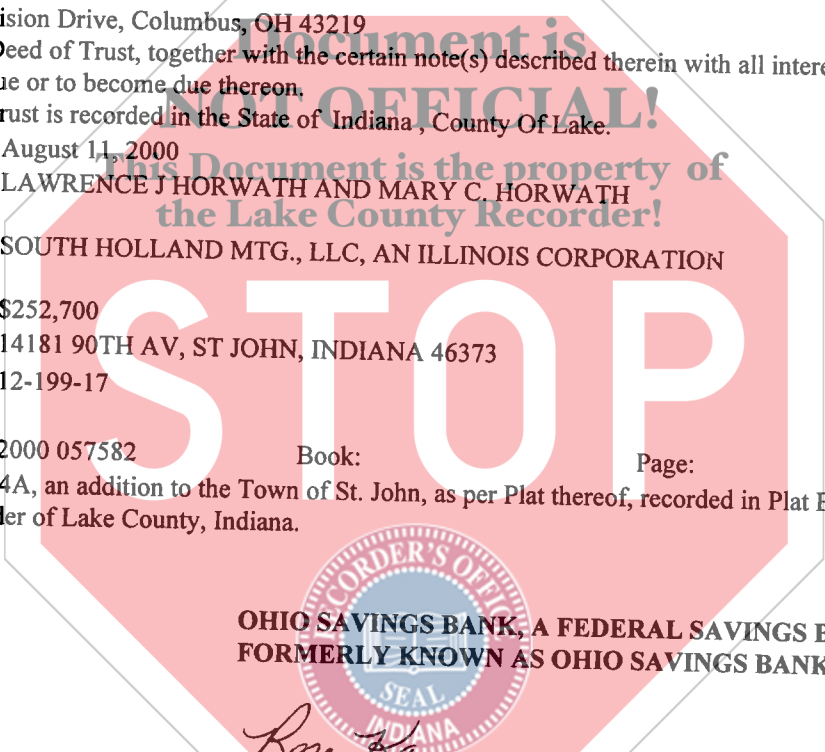 ision Drive, Columbus, OH 43219
Document is
Deed of Trust, together with the certain note(s) described therein with all intere
ue or to become due thereon.
NOT OFFICIAL!
rust is recorded in the State of Indiana , County Of Lake.
August 11, 2000
This Document is the property of
LAWRENCE J HORWATH AND MARY C. HORWATH
the Lake County Recorder!
SOUTH HOLLAND MTG., LLC, AN ILLINOIS CORPORATION
$252,700
14181 90TH AV, ST JOHN, INDIANA 46373
STOP
12-199-17
2000 057582 Book: Page:
4A, an addition to the Town of St. John, as per Plat thereof, recorded in Plat B
der of Lake County, Indiana.
RECORDER'S OFFICE
OHIO SAVINGS BANK, A FEDERAL SAVINGS B
FORMERLY KNOWN AS OHIO SAVINGS BANK
SEAL
INDIANA